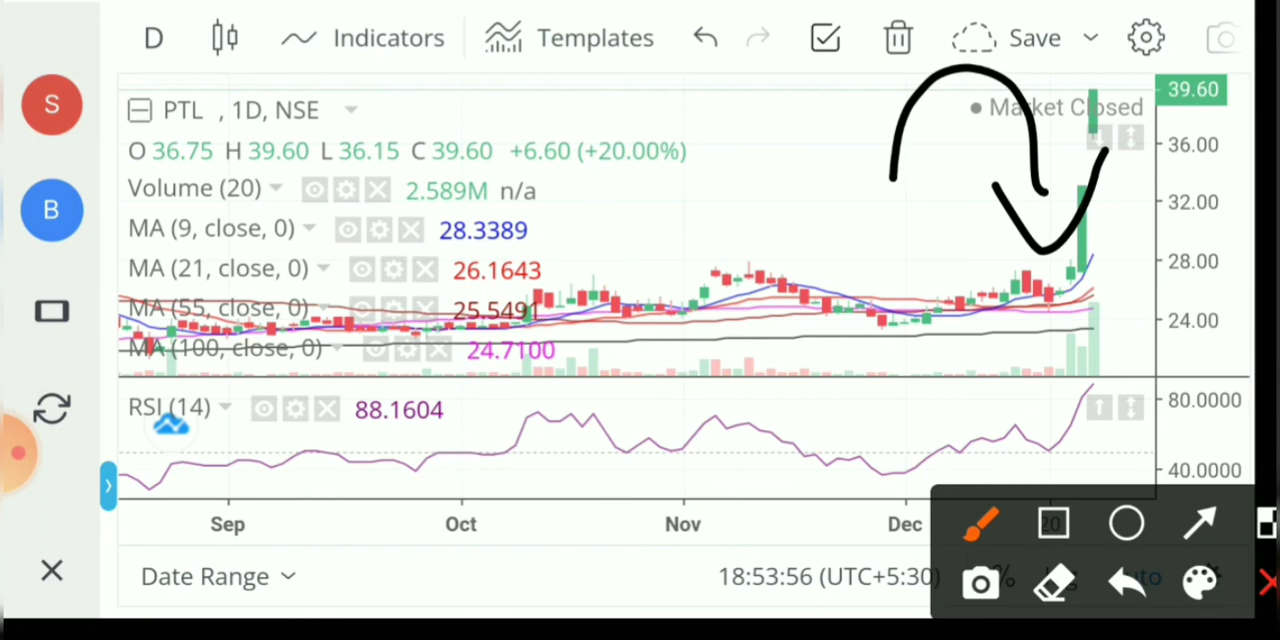 D Indicators Templates Save
S
PTL , 1D, NSE
Market Closed
39.60
O 36.75 H 39.60 L 36.15 C 39.60 +6.60 (+20.00%)
36.00
Volume (20) 2.589M n/a
B
32.00
MA (9, close, 0) 28.3389
MA (21, close, 0) 26.1643
28.00
MA (55, close, 0) 25.5491
24.00
MA (100, close, 0) 24.7100
RSI (14) 88.1604
80.0000
40.0000
Sep Oct Nov Dec 20
Date Range 18:53:56 (UTC+5:30) %